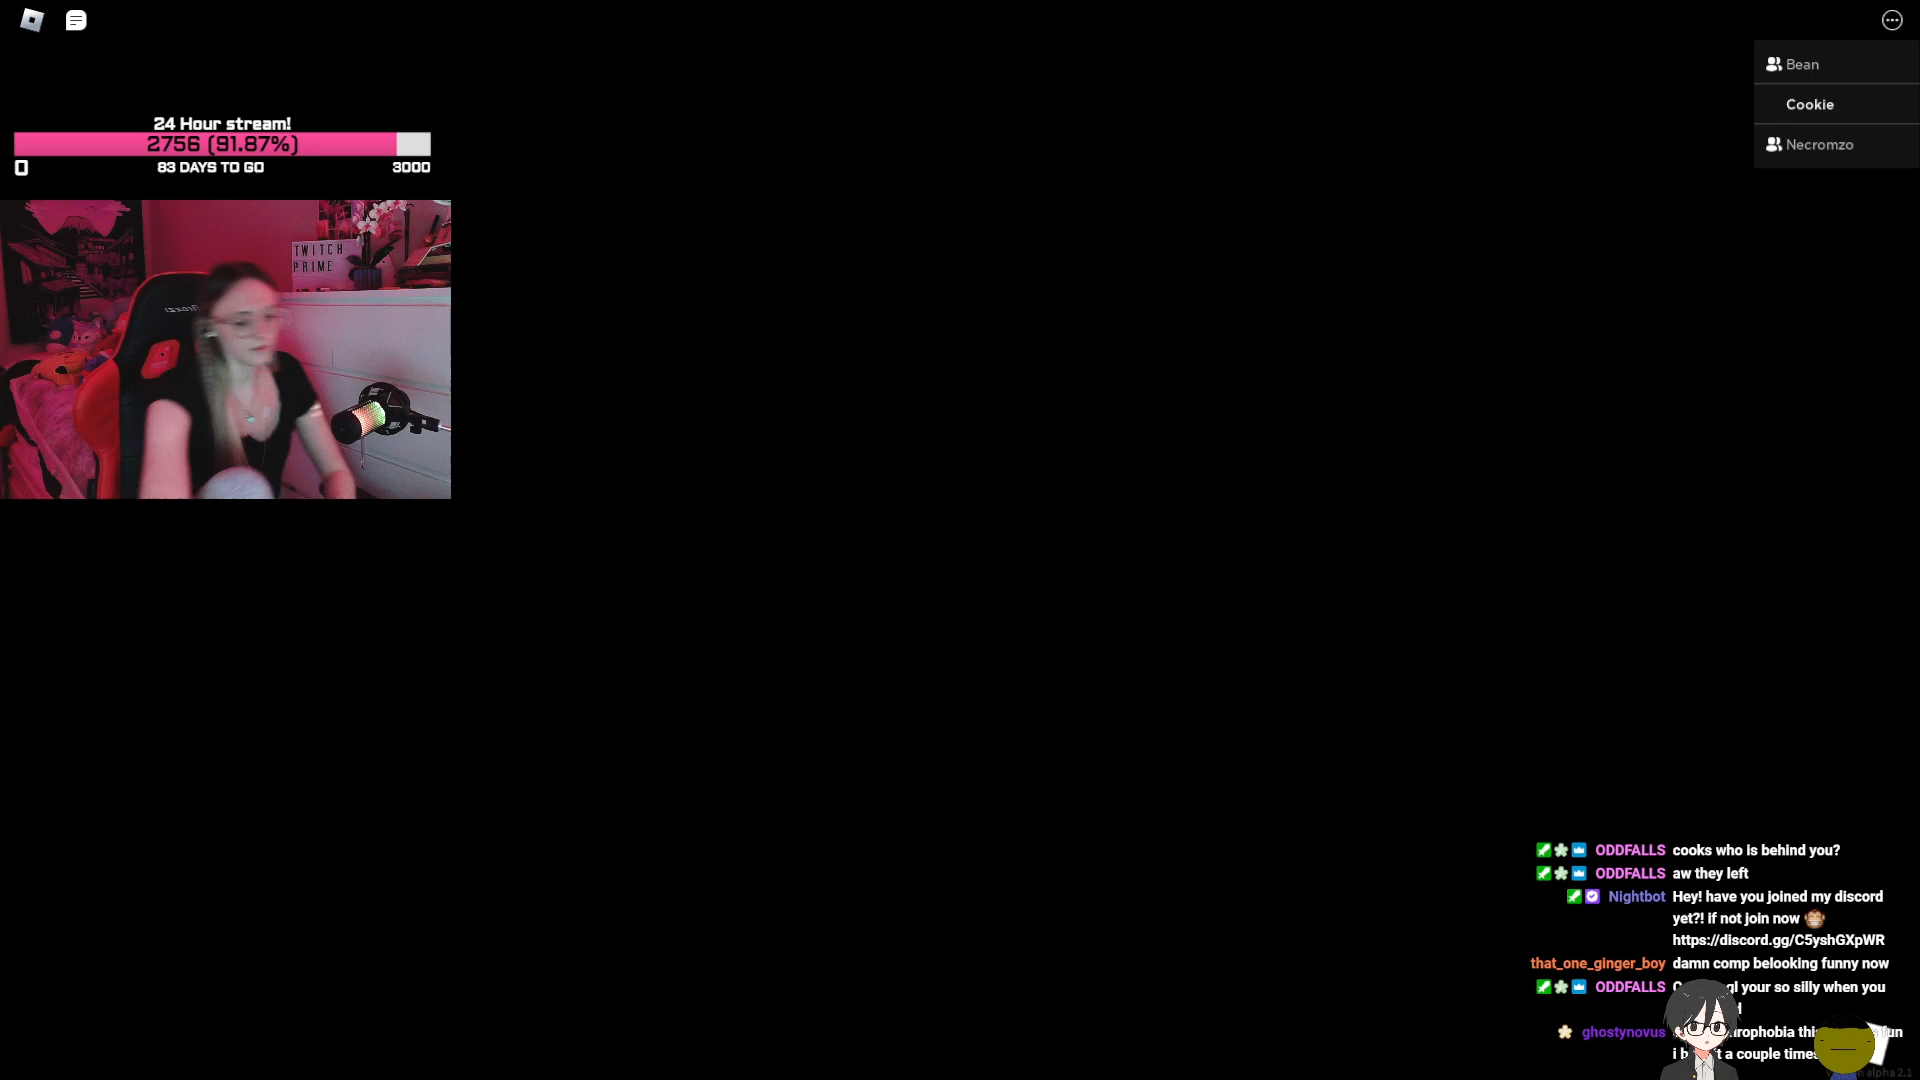 Bean
Cookie
Necromzo
24 Hour stream!
2756 (91.87%)
0 83 DAYS TO GO 3000
TWITCH
PRIME
ODDFALLS cooks who is behind you?
ODDFALLS aw they left
Nightbot Hey! have you joined my discord
yet?! if not join now
https://discord.gg/C5yshGXpWR
that_one_ginger_boy damn comp belooking funny now
ODDFALLS your so silly when you
ghostynovus
a couple times
alpha 2.1